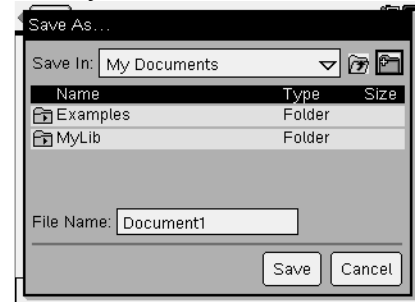 Save As...
Save In: My Documents
Name Type Size
Examples Folder
MyLib Folder
File Name: Document1
Save Cancel